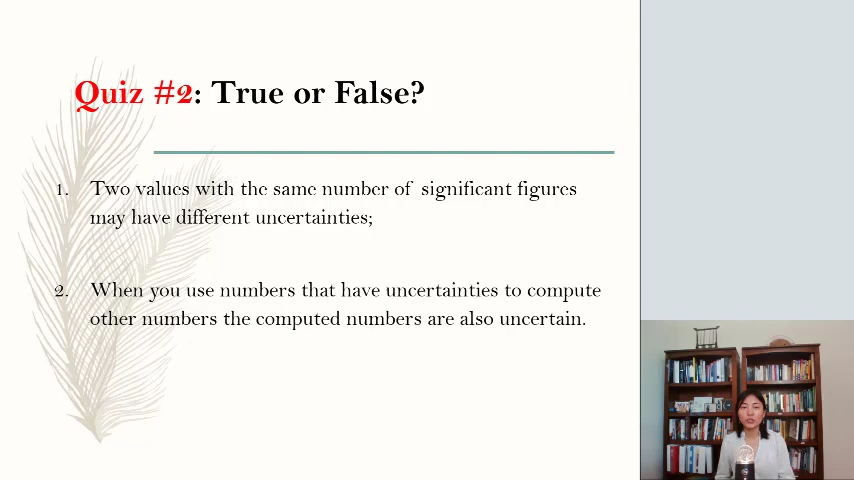 Quiz #2: True or False?
1. Two values with the same number of significant figures
may have different uncertainties;
2. When you use numbers that have uncertainties to compute
other numbers the computed numbers are also uncertain.